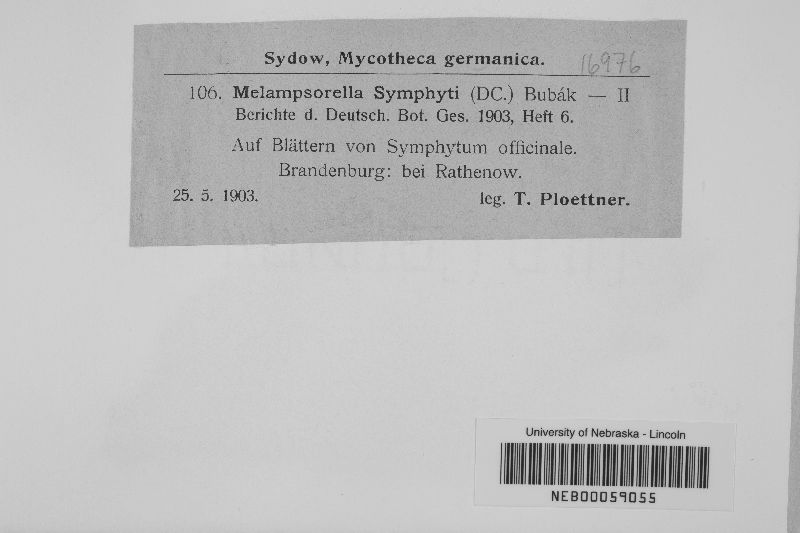 Sydow, Mycotheca germanica. 16976
106. Melampsorella Symphyti (DC.) Bubák — II
Berichte d. Deutsch. Bot. Ges. 1903, Heft 6.
Auf Blättern von Symphytum officinale.
Brandenburg: bei Rathenow.
25. 5. 1903. leg. T. Ploettner.
University of Nebraska - Lincoln
NEB00059055